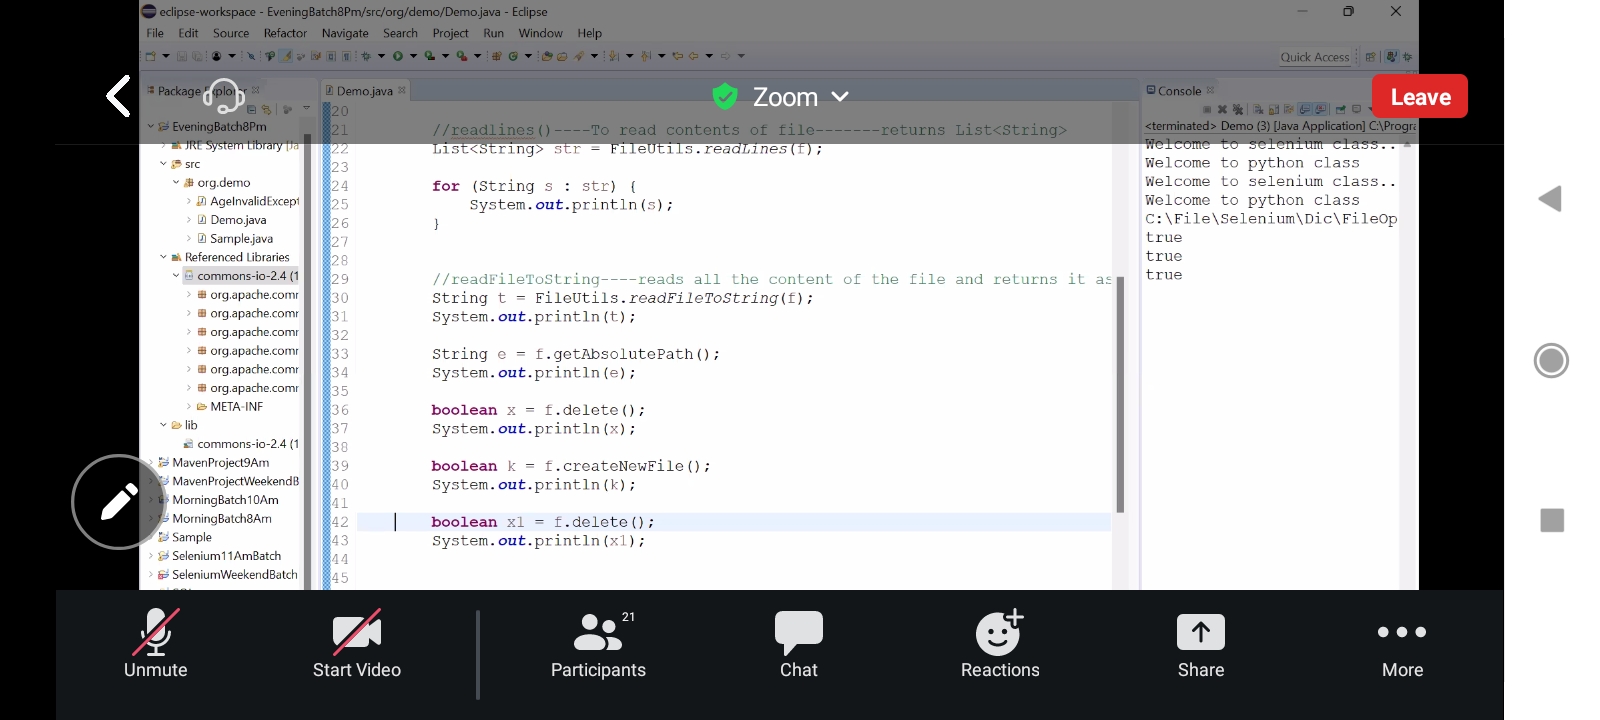 eclipse-workspace - EveningBatch8Pm/src/org/demo/Demo.java - Eclipse
File Edit Source Refactor Navigate Search Project Run Window Help
Quick Access
Zoom
Leave
Package Explorer
EveningBatch8Pm
JRE System Library [Ja
src
org.demo
AgeInvalidExcept
Demo.java
Sample.java
Referenced Libraries
commons-io-2.4 (1
org.apache.comr
org.apache.comr
org.apache.comr
org.apache.comr
org.apache.comr
org.apache.comr
META-INF
lib
commons-io-2.4 (1
MavenProject9Am
MavenProjectWeekendB
MorningBatch10Am
MorningBatch8Am
Sample
Selenium11AmBatch
SeleniumWeekendBatch
Demo.java
20
21 //readlines()----To read contents of file-------returns List<String>
22 List<String> str = FileUtils.readLines(f);
23
24 for (String s : str) {
25 System.out.println(s);
26 }
27
28
29 //readFileToString----reads all the content of the file and returns it as
30 String t = FileUtils.readFileToString(f);
31 System.out.println(t);
32
33 String e = f.getAbsolutePath();
34 System.out.println(e);
35
36 boolean x = f.delete();
37 System.out.println(x);
38
39 boolean k = f.createNewFile();
40 System.out.println(k);
41
42 boolean x1 = f.delete();
43 System.out.println(x1);
44
45
Console
<terminated> Demo (3) [Java Application] C:\Progra
Welcome to selenium class..
Welcome to python class
Welcome to selenium class..
Welcome to python class
C:\File\Selenium\Dic\FileOp
true
true
true
Unmute
Start Video
21
Participants
Chat
Reactions
Share
More